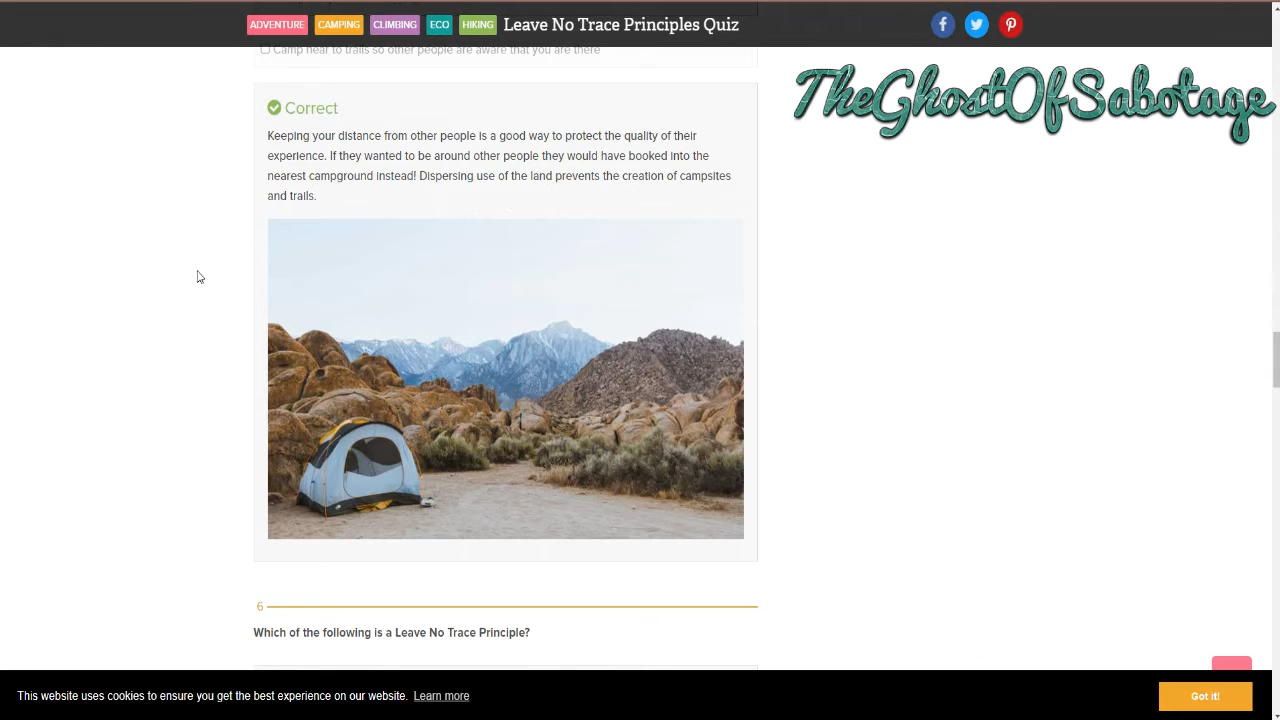 ADVENTURE CAMPING CLIMBING ECO HIKING Leave No Trace Principles Quiz
Camp near to trails so other people are aware that you are there
TheGhostOfSabotage
Correct
Keeping your distance from other people is a good way to protect the quality of their
experience. If they wanted to be around other people they would have booked into the
nearest campground instead! Dispersing use of the land prevents the creation of campsites
and trails.
6
Which of the following is a Leave No Trace Principle?
This website uses cookies to ensure you get the best experience on our website. Learn more
Got it!